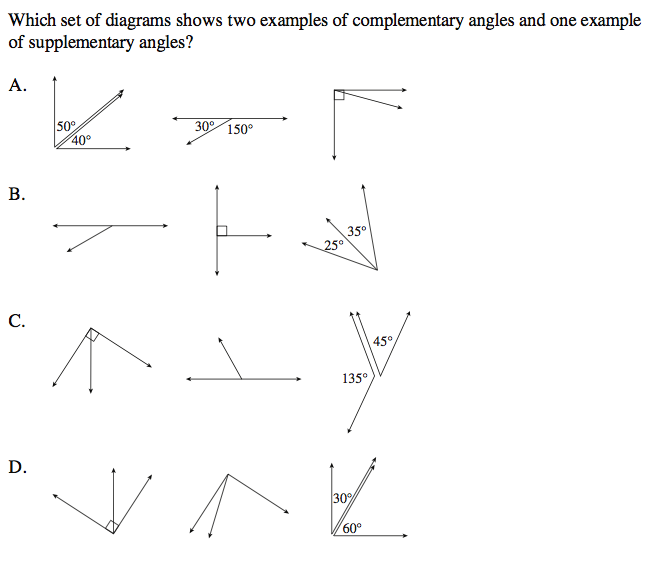 Which set of diagrams shows two examples of complementary angles and one example
of supplementary angles?
A.
50° 40° 30° 150°
B.
35° 25°
C.
45°
135°
D.
30°
60°